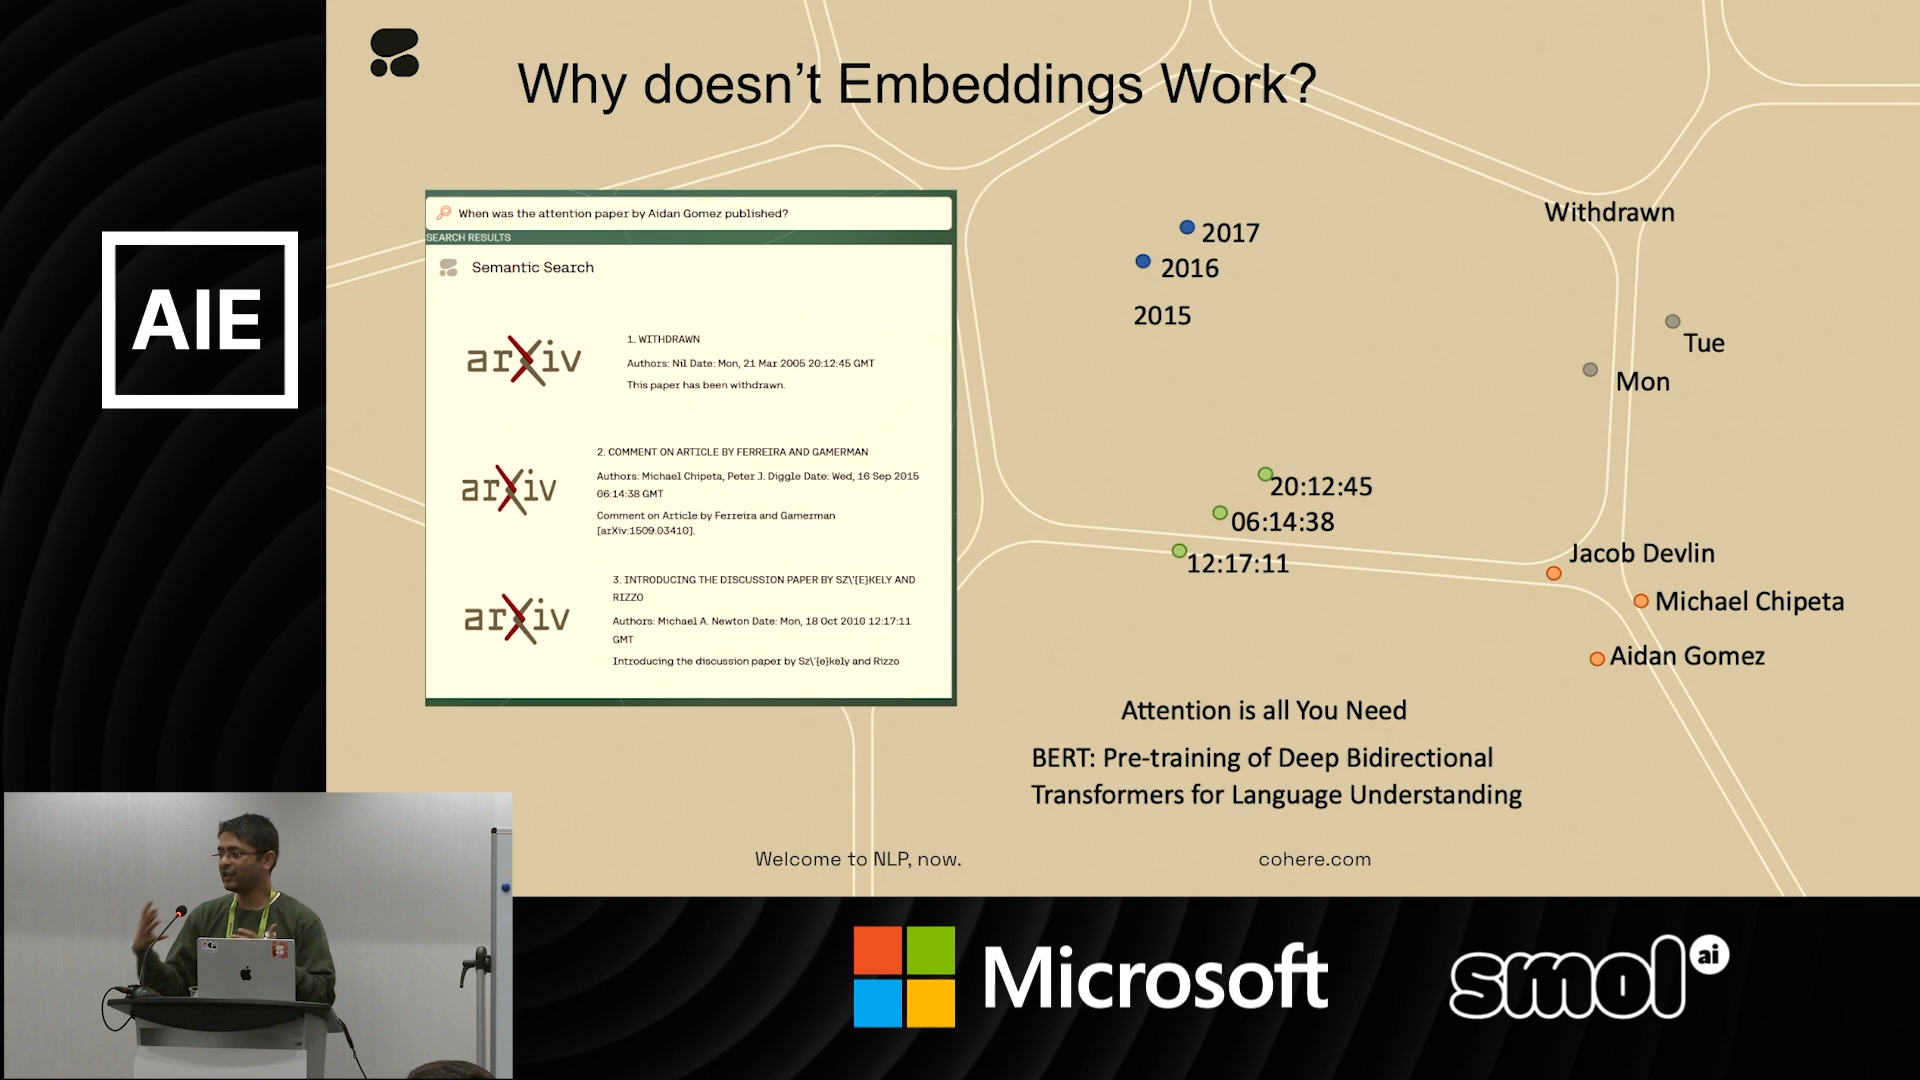 Why doesn't Embeddings Work?
AIE
When was the attention paper by Aidan Gomez published?
SEARCH RESULTS
Semantic Search
arXiv
1. WITHDRAWN
Authors: Nil Date: Mon, 21 Mar 2005 20:12:45 GMT
This paper has been withdrawn.
arXiv
2. COMMENT ON ARTICLE BY FERREIRA AND GAMERMAN
Authors: Michael Chipeta, Peter J. Diggle Date: Wed, 16 Sep 2015
06:14:38 GMT
Comment on Article by Ferreira and Gamerman
[arXiv:1509.03410].
arXiv
3. INTRODUCING THE DISCUSSION PAPER BY SZ\'{E}KELY AND
RIZZO
Authors: Michael A. Newton Date: Mon, 18 Oct 2010 12:17:11
GMT
Introducing the discussion paper by Sz\'{e}kely and Rizzo
2017
2016
2015
Withdrawn
Tue
Mon
20:12:45
06:14:38
12:17:11
Jacob Devlin
Michael Chipeta
Aidan Gomez
Attention is all You Need
BERT: Pre-training of Deep Bidirectional
Transformers for Language Understanding
Welcome to NLP, now.
cohere.com
Microsoft
smol ai